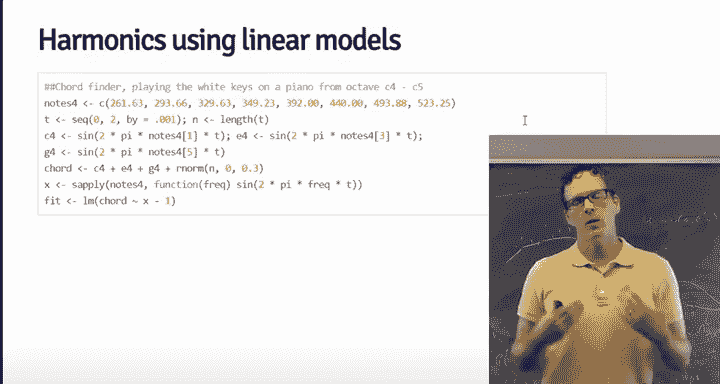 Harmonics using linear models
##Chord finder, playing the white keys on a piano from octave c4 - c5
notes4 <- c(261.63, 293.66, 329.63, 349.23, 392.00, 440.00, 493.88, 523.25)
t <- seq(0, 2, by = .001); n <- length(t)
c4 <- sin(2 * pi * notes4[1] * t); e4 <- sin(2 * pi * notes4[3] * t);
g4 <- sin(2 * pi * notes4[5] * t)
chord <- c4 + e4 + g4 + rnorm(n, 0, 0.3)
x <- sapply(notes4, function(freq) sin(2 * pi * freq * t))
fit <- lm(chord ~ x - 1)